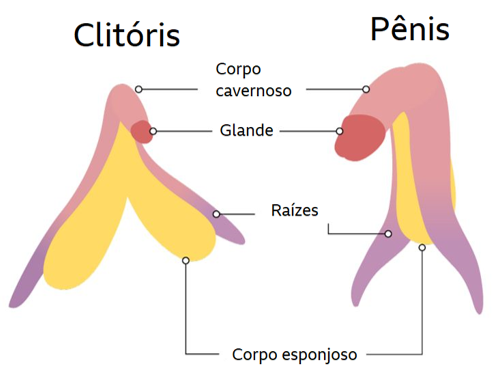 Clitóris
Pênis
Corpo
cavernoso
Glande
Raízes
Corpo esponjoso